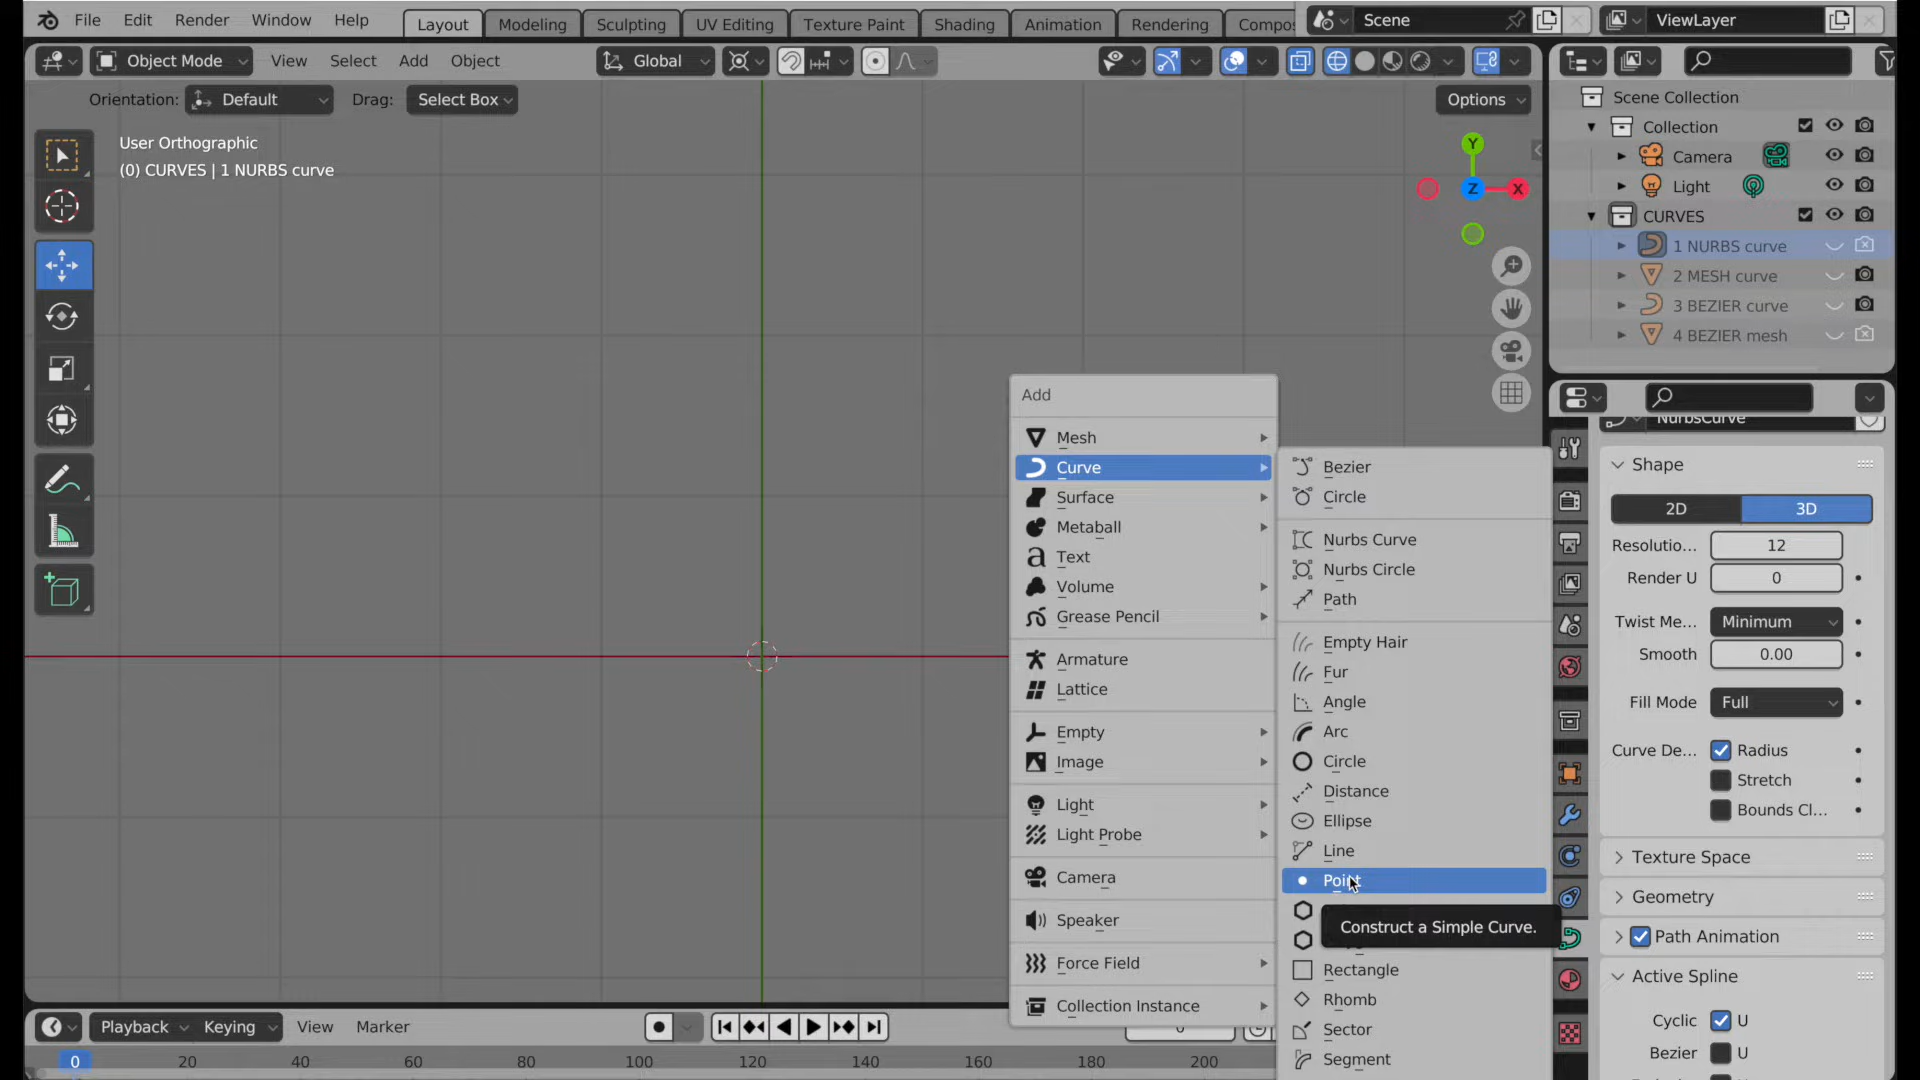 File Edit Render Window Help
Layout Modeling Sculpting UV Editing Texture Paint Shading Animation Rendering Compos
Scene
ViewLayer
Object Mode View Select Add Object
Global
Orientation: Default Drag: Select Box
Options
User Orthographic
(0) CURVES | 1 NURBS curve
Y
Z
X
Add
Mesh
Curve
Surface
Metaball
Text
Volume
Grease Pencil
Armature
Lattice
Empty
Image
Light
Light Probe
Camera
Speaker
Force Field
Collection Instance
Bezier
Circle
Nurbs Curve
Nurbs Circle
Path
Empty Hair
Fur
Angle
Arc
Circle
Distance
Ellipse
Line
Point
Construct a Simple Curve.
Rectangle
Rhomb
Sector
Segment
Scene Collection
Collection
Camera
Light
CURVES
1 NURBS curve
2 MESH curve
3 BEZIER curve
4 BEZIER mesh
NurbsCurve
Shape
2D 3D
Resolutio... 12
Render U 0
Twist Me... Minimum
Smooth 0.00
Fill Mode Full
Curve De... Radius
Stretch
Bounds Cl...
Texture Space
Geometry
Path Animation
Active Spline
Cyclic U
Bezier U
Playback Keying View Marker
0
0 20 40 60 80 100 120 140 160 180 200